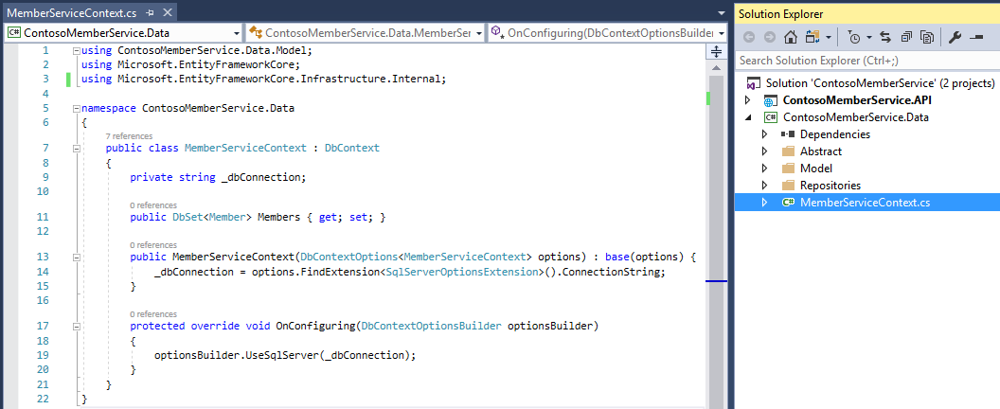 MemberServiceContext.cs
ContosoMemberService.Data
ContosoMemberService.Data.MemberSer
OnConfiguring(DbContextOptionsBuilder
1 using ContosoMemberService.Data.Model;
2 using Microsoft.EntityFrameworkCore;
3 using Microsoft.EntityFrameworkCore.Infrastructure.Internal;
4
5 namespace ContosoMemberService.Data
6 {
7 references
7 public class MemberServiceContext : DbContext
8 {
9 private string _dbConnection;
10
0 references
11 public DbSet<Member> Members { get; set; }
12
0 references
13 public MemberServiceContext(DbContextOptions<MemberServiceContext> options) : base(options) {
14 _dbConnection = options.FindExtension<SqlServerOptionsExtension>().ConnectionString;
15 }
16
0 references
17 protected override void OnConfiguring(DbContextOptionsBuilder optionsBuilder)
18 {
19 optionsBuilder.UseSqlServer(_dbConnection);
20 }
21 }
22 }
Solution Explorer
Search Solution Explorer (Ctrl+;)
Solution 'ContosoMemberService' (2 projects)
ContosoMemberService.API
C# ContosoMemberService.Data
Dependencies
Abstract
Model
Repositories
C# MemberServiceContext.cs